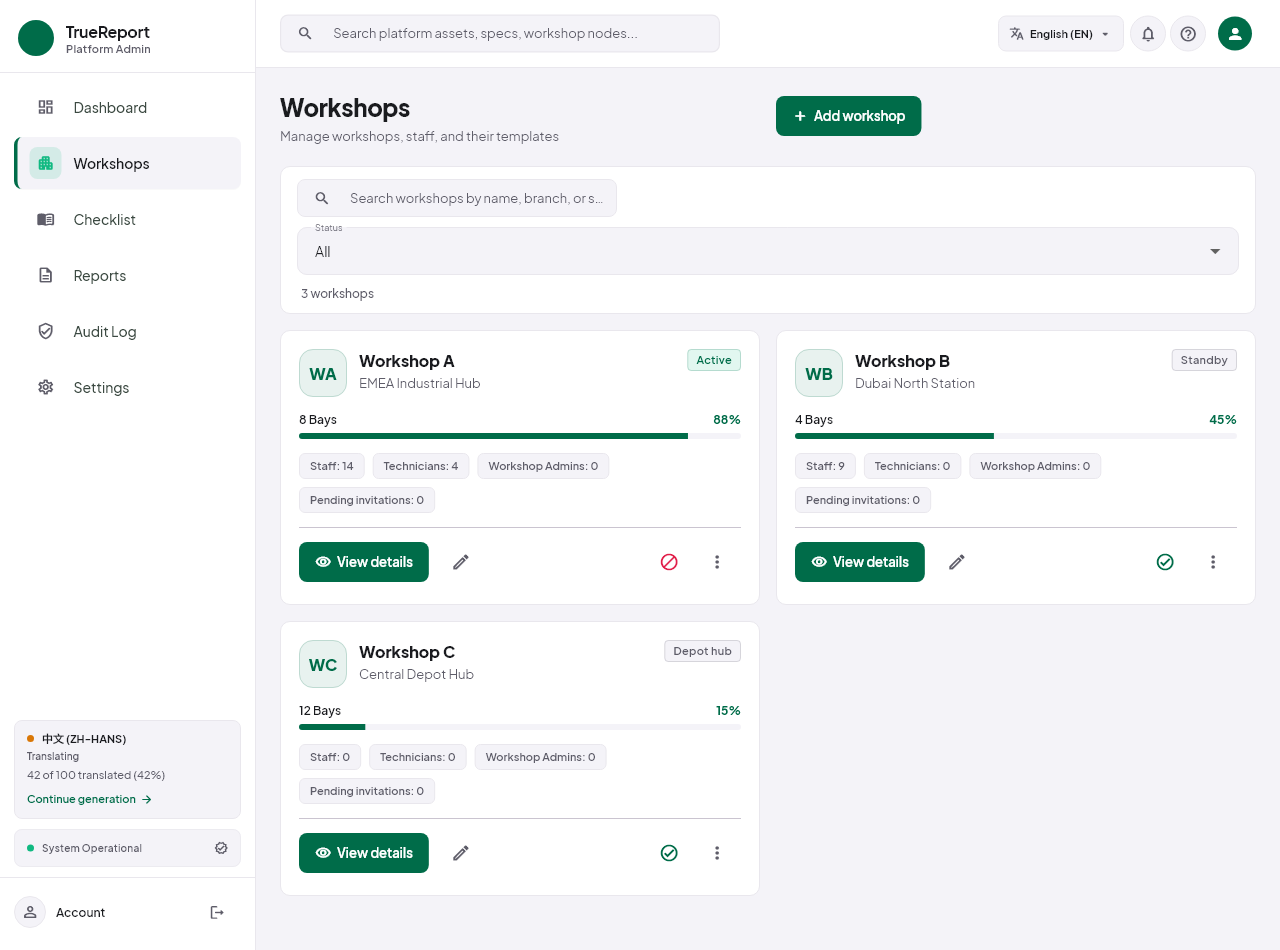 TrueReport
Platform Admin
Dashboard
Workshops
Checklist
Reports
Audit Log
Settings
中文 (ZH-HANS)
Translating
42 of 100 translated (42%)
Continue generation
System Operational
Account
Search platform assets, specs, workshop nodes...
English (EN)
Workshops
Manage workshops, staff, and their templates
Add workshop
Search workshops by name, branch, or s...
Status
All
3 workshops
WA
Workshop A
EMEA Industrial Hub
Active
8 Bays
88%
Staff: 14
Technicians: 4
Workshop Admins: 0
Pending invitations: 0
View details
WB
Workshop B
Dubai North Station
Standby
4 Bays
45%
Staff: 9
Technicians: 0
Workshop Admins: 0
Pending invitations: 0
View details
WC
Workshop C
Central Depot Hub
Depot hub
12 Bays
15%
Staff: 0
Technicians: 0
Workshop Admins: 0
Pending invitations: 0
View details